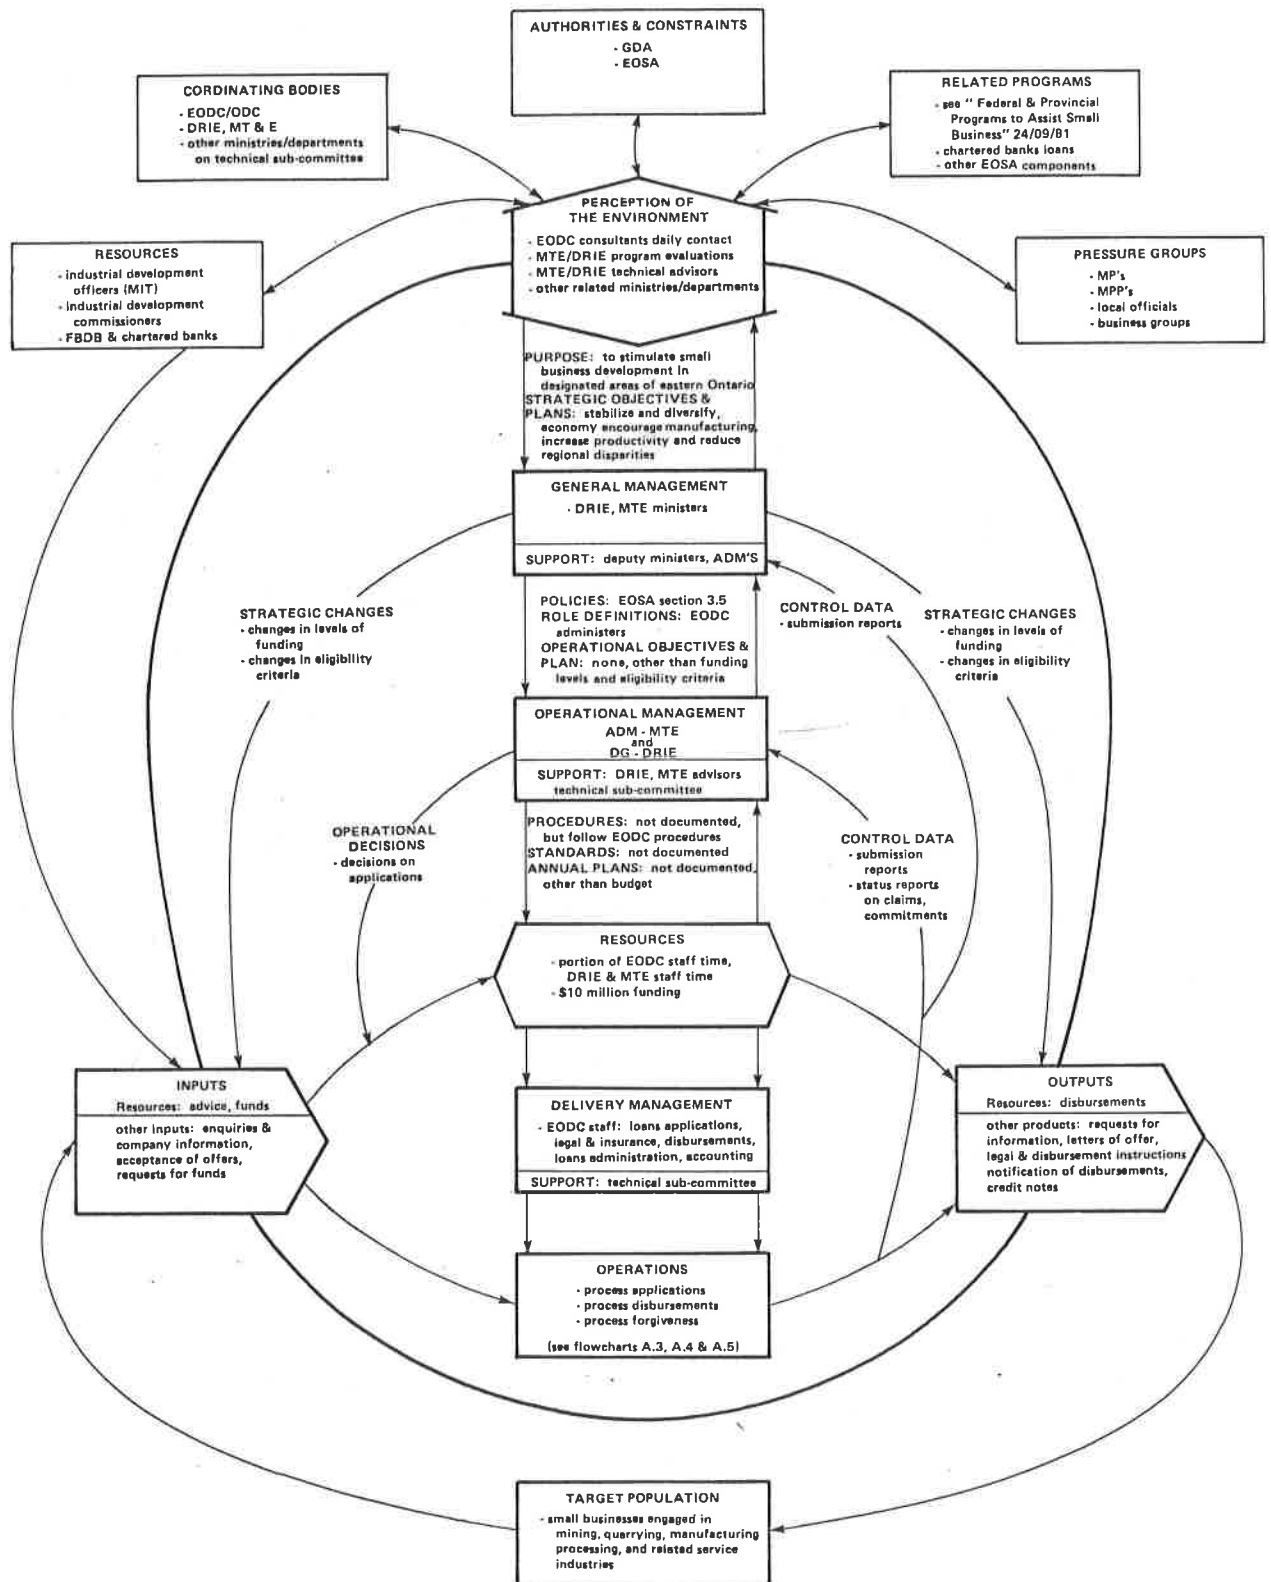 AUTHORITIES & CONSTRAINTS
- GDA
- EOSA
CORDINATING BODIES
- EODC/ODC
- DRIE, MT & E
- other ministries/departments
on technical sub-committee
RELATED PROGRAMS
- see " Federal & Provincial
Programs to Assist Small
Business" 24/09/81
- chartered banks loans
- other EOSA components
PERCEPTION OF
THE ENVIRONMENT
- EODC consultants daily contact
- MTE/DRIE program evaluations
- MTE/DRIE technical advisors
- other related ministries/departments
RESOURCES
- industrial development
officers (MIT)
- industrial development
commissioners
- FBDB & chartered banks
PRESSURE GROUPS
- MP's
- MPP's
- local officials
- business groups
PURPOSE: to stimulate small
business development in
designated areas of eastern Ontario
STRATEGIC OBJECTIVES &
PLANS: stabilize and diversify,
economy encourage manufacturing,
increase productivity and reduce
regional disparities
GENERAL MANAGEMENT
- DRIE, MTE ministers
SUPPORT: deputy ministers, ADM'S
STRATEGIC CHANGES
- changes in levels of
funding
- changes in eligibility
criteria
POLICIES: EOSA section 3.5
ROLE DEFINITIONS: EODC
administers
OPERATIONAL OBJECTIVES &
PLAN: none, other than funding
levels and eligibility criteria
CONTROL DATA
- submission reports
STRATEGIC CHANGES
- changes in levels of
funding
- changes in eligibility
criteria
OPERATIONAL MANAGEMENT
ADM - MTE
and
DG - DRIE
SUPPORT: DRIE, MTE advisors
technical sub-committee
OPERATIONAL
DECISIONS
- decisions on
applications
PROCEDURES: not documented,
but follow EODC procedures
STANDARDS: not documented
ANNUAL PLANS: not documented,
other than budget
CONTROL DATA
- submission
reports
- status reports
on claims,
commitments
RESOURCES
- portion of EODC staff time,
DRIE & MTE staff time
- $10 million funding
INPUTS
Resources: advice, funds
other inputs: enquiries &
company information,
acceptance of offers,
requests for funds
DELIVERY MANAGEMENT
- EODC staff: loans applications,
legal & insurance, disbursements,
loans administration, accounting
SUPPORT: technical sub-committee
OUTPUTS
Resources: disbursements
other products: requests for
information, letters of offer,
legal & disbursement instructions
notification of disbursements,
credit notes
OPERATIONS
- process applications
- process disbursements
- process forgiveness
(see flowcharts A.3, A.4 & A.5)
TARGET POPULATION
- small businesses engaged in
mining, quarrying, manufacturing
processing, and related service
industries